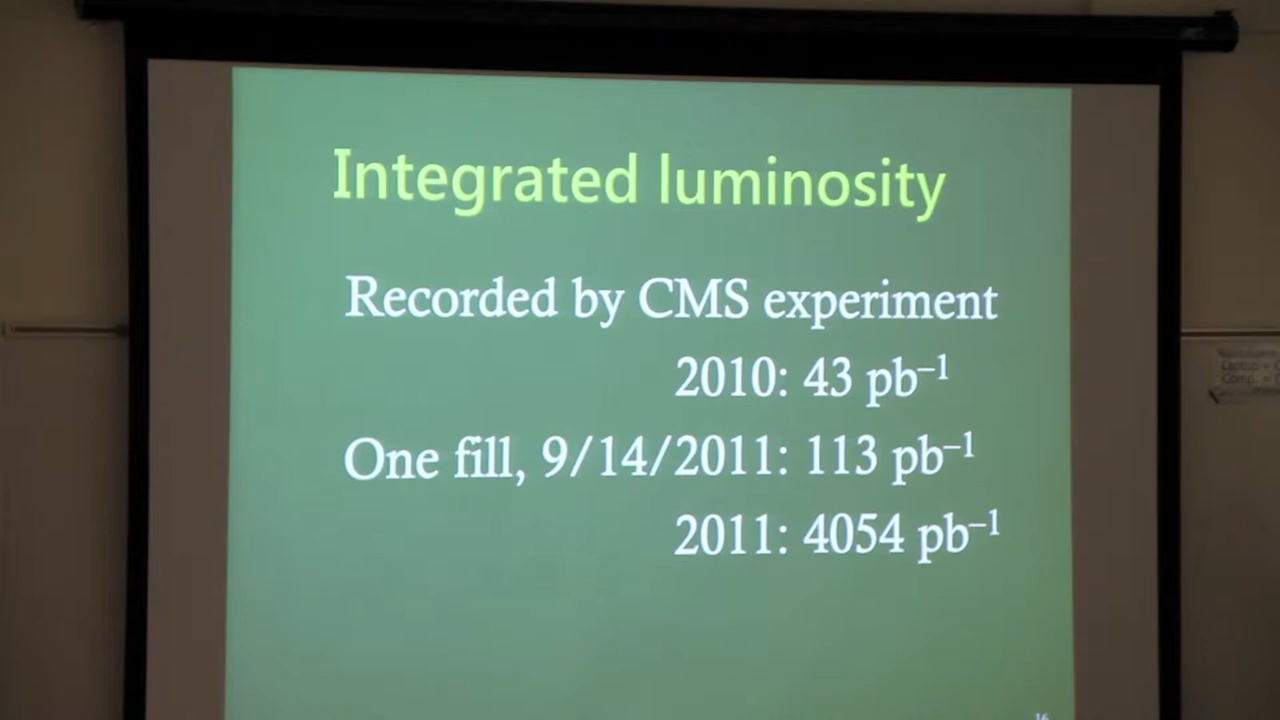 Integrated luminosity
Recorded by CMS experiment
2010: 43 pb⁻¹
One fill, 9/14/2011: 113 pb⁻¹
2011: 4054 pb⁻¹
16